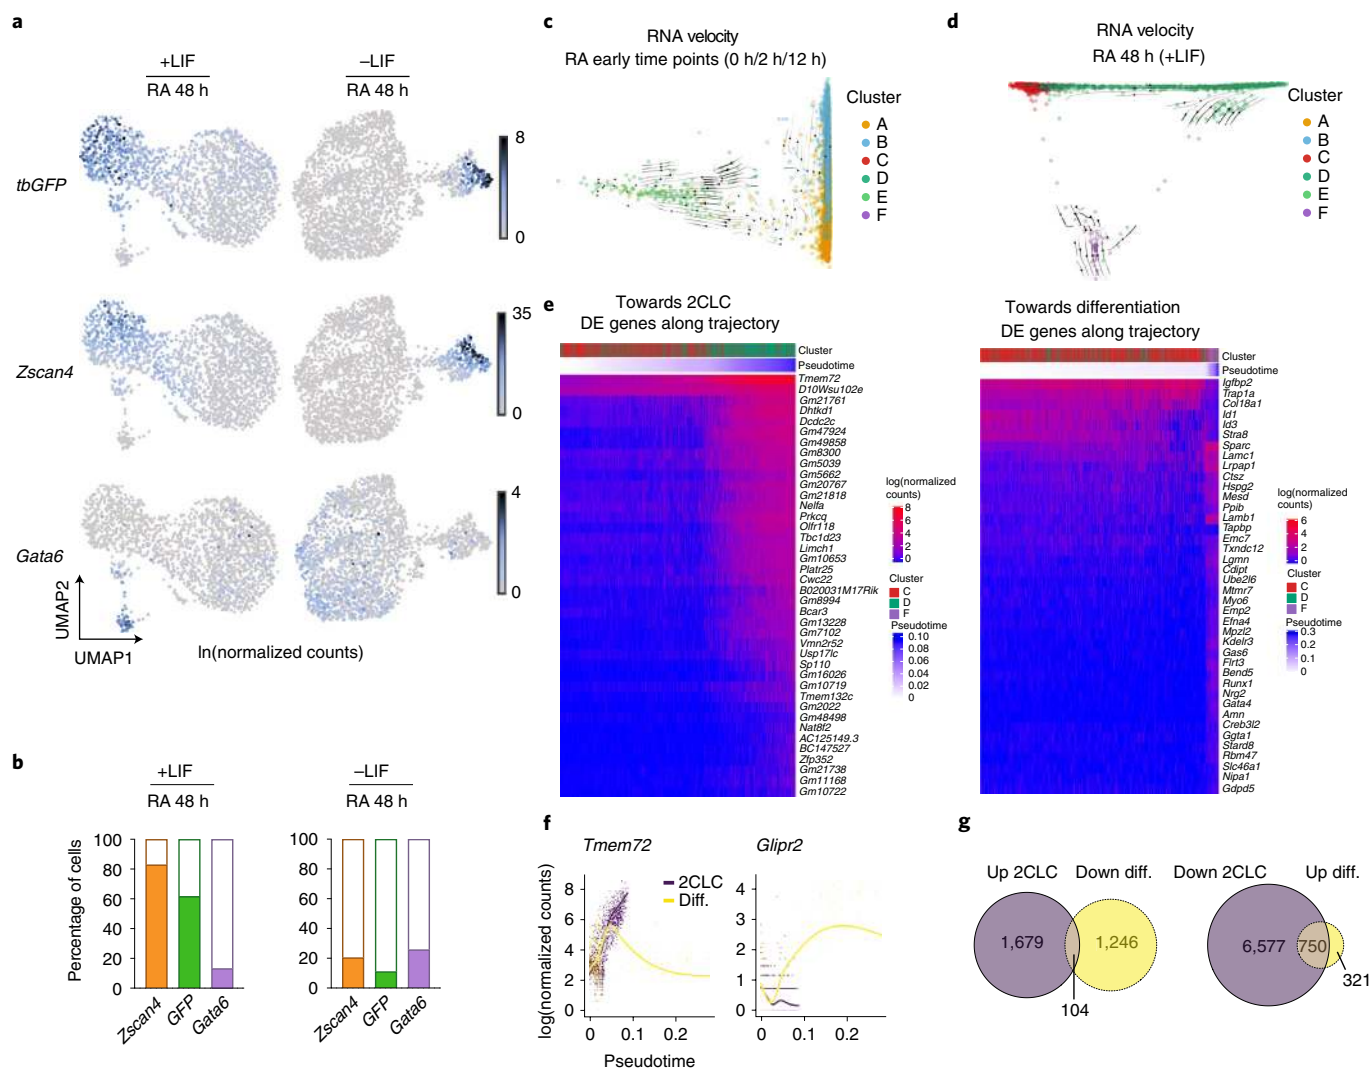 a
+LIF
RA 48 h
–LIF
RA 48 h
tbGFP
8
0
Zscan4
35
0
Gata6
4
0
UMAP2
UMAP1
ln(normalized counts)
b
+LIF
RA 48 h
–LIF
RA 48 h
Percentage of cells
100
80
60
40
20
0
Zscan4
GFP
Gata6
100
80
60
40
20
0
Zscan4
GFP
Gata6
c
RNA velocity
RA early time points (0 h/2 h/12 h)
Cluster
A
B
C
D
E
F
d
RNA velocity
RA 48 h (+LIF)
Cluster
A
B
C
D
E
F
e
Towards 2CLC
DE genes along trajectory
Cluster
Pseudotime
Tmem72
D10Wsu102e
Gm21761
Dhtkd1
Dcdc2c
Gm47924
Gm49858
Gm8300
Gm5039
Gm5662
Gm20767
Gm21818
Nelfa
Prkcq
Olfr118
Tbc1d23
Limch1
Gm10653
Platr25
Cwc22
B020031M17Rik
Gm8994
Bcar3
Gm13228
Gm7102
Vmn2r52
Usp17lc
Sp110
Gm16026
Gm10719
Tmem132c
Gm2022
Gm48498
Nat8f2
AC125149.3
BC147527
Zfp352
Gm21738
Gm11168
Gm10722
log(normalized
counts)
8
6
4
2
0
Cluster
C
D
F
Pseudotime
0.10
0.08
0.06
0.04
0.02
0
Towards differentiation
DE genes along trajectory
Cluster
Pseudotime
Igfbp2
Trap1a
Col18a1
Id1
Id3
Stra8
Sparc
Lamc1
Lrpap1
Ctsz
Hspg2
Mesd
Ppib
Lamb1
Tapbp
Emc7
Txndc12
Lgmn
Cdipt
Ube2l6
Mtmr7
Myo6
Emp2
Efna4
Mpzl2
Kdelr3
Gas6
Flrt3
Bend5
Runx1
Nrg2
Gata4
Amn
Creb3l2
Ggta1
Stard8
Rbm47
Slc46a1
Nipa1
Gdpd5
log(normalized
counts)
6
4
2
0
Cluster
C
D
F
Pseudotime
0.3
0.2
0.1
0
f
Tmem72
Glipr2
log(normalized counts)
8
6
4
2
0
2CLC
Diff.
4
3
2
1
0
0
0.1
0.2
0
0.1
0.2
Pseudotime
g
Up 2CLC
Down diff.
1,679
1,246
104
Down 2CLC
Up diff.
6,577
750
321